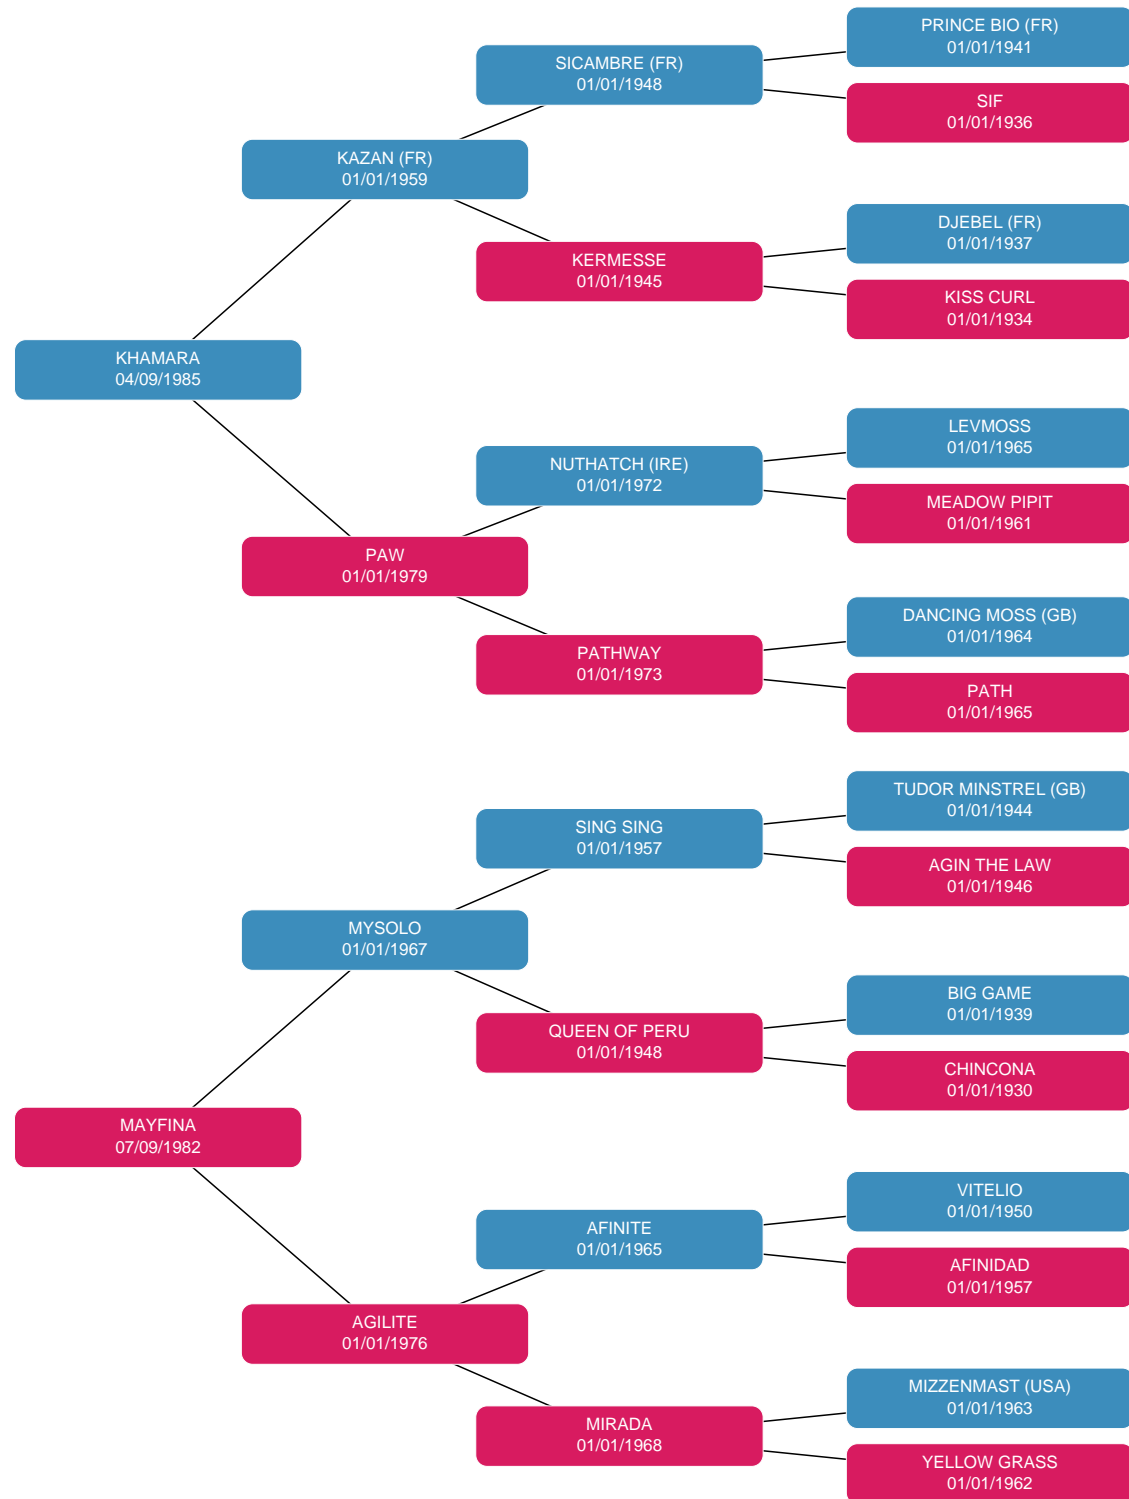 PRINCE BIO (FR)
01/01/1941
SICAMBRE (FR)
01/01/1948
SIF
01/01/1936
KAZAN (FR)
01/01/1959
DJEBEL (FR)
01/01/1937
KERMESSE
01/01/1945
KISS CURL
01/01/1934
KHAMARA
04/09/1985
LEVMOSS
01/01/1965
NUTHATCH (IRE)
01/01/1972
MEADOW PIPIT
01/01/1961
PAW
01/01/1979
DANCING MOSS (GB)
01/01/1964
PATHWAY
01/01/1973
PATH
01/01/1965
TUDOR MINSTREL (GB)
01/01/1944
SING SING
01/01/1957
AGIN THE LAW
01/01/1946
MYSOLO
01/01/1967
BIG GAME
01/01/1939
QUEEN OF PERU
01/01/1948
CHINCONA
01/01/1930
MAYFINA
07/09/1982
VITELIO
01/01/1950
AFINITE
01/01/1965
AFINIDAD
01/01/1957
AGILITE
01/01/1976
MIZZENMAST (USA)
01/01/1963
MIRADA
01/01/1968
YELLOW GRASS
01/01/1962